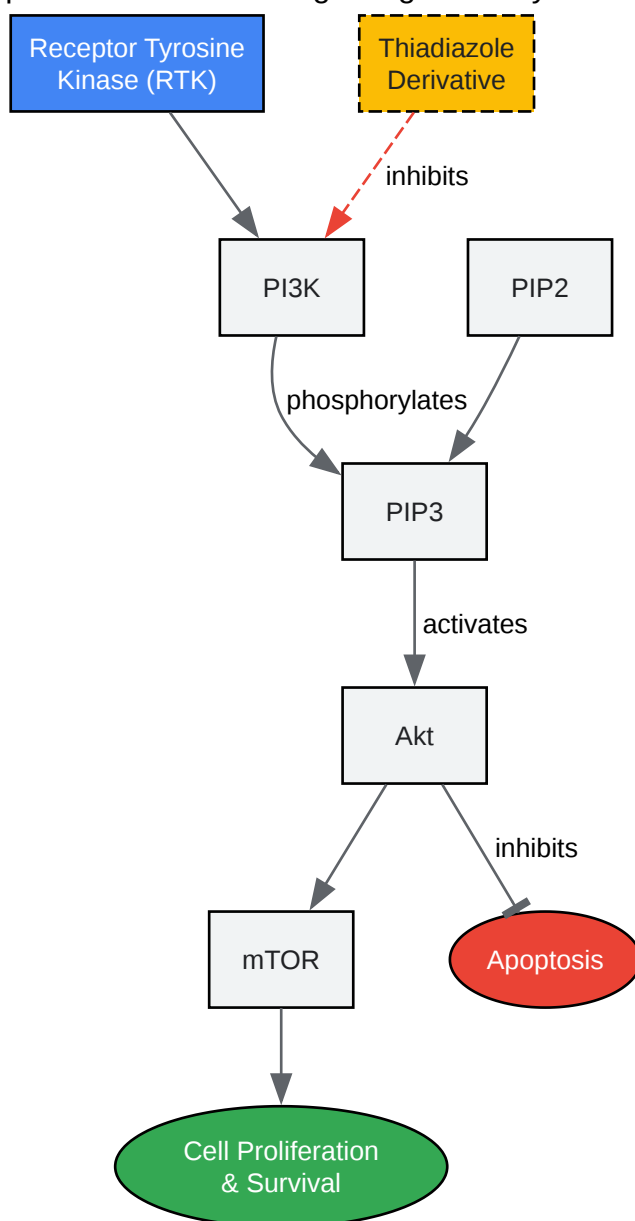 Receptor Tyrosine
Kinase (RTK)
Thiadiazole
Derivative
inhibits
PI3K
PIP2
phosphorylates
PIP3
activates
Akt
inhibits
mTOR
Apoptosis
Cell Proliferation
& Survival